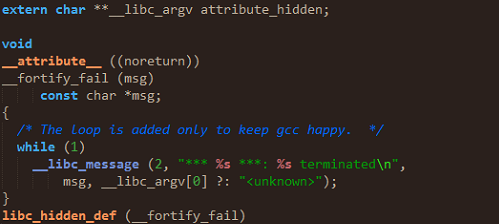 extern char **__libc_argv attribute_hidden;
void
__attribute__ ((noreturn))
__fortify_fail (msg)
const char *msg;
{
/* The loop is added only to keep gcc happy.  */
while (1)
__libc_message (2, "*** %s ***: %s terminated\n",
msg, __libc_argv[0] ?: "<unknown>");
}
libc_hidden_def (__fortify_fail)